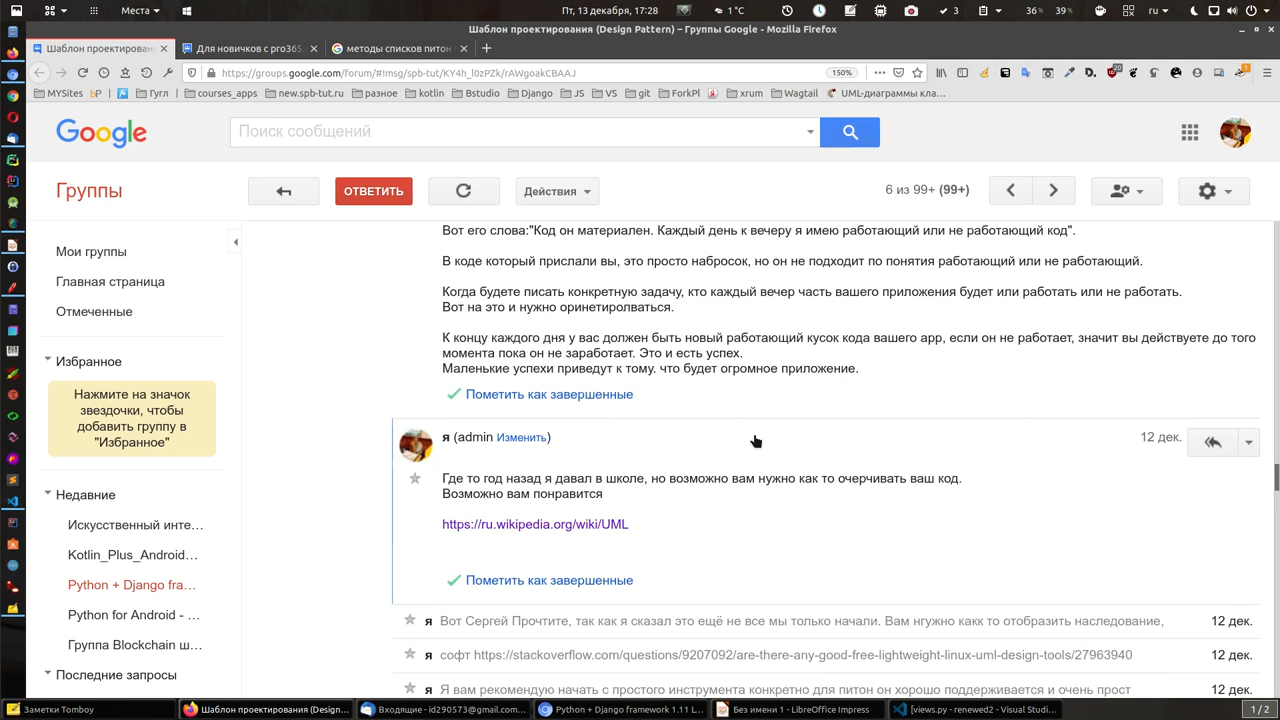 Места
Пт, 13 декабря, 17:28
1°C
3
36%
39%
ru
Шаблон проектирования (Design Pattern) – Группы Google - Mozilla Firefox
Шаблон проектирован
Для новичков с pro365.
методы списков питон
https://groups.google.com/forum/#!msg/spb-tut/KY4h_l0zPZk/rAWgoakCBAAJ
150%
MYSites
bP
Гугл
courses_apps
new.spb-tut.ru
разное
kotlin
Bstudio
Django
JS
VS
git
ForkPl
xrum
Wagtail
UML-диаграммы кла...
Google
Поиск сообщений
Группы
ОТВЕТИТЬ
Действия
6 из 99+ (99+)
Мои группы
Главная страница
Отмеченные
Избранное
Нажмите на значок
звездочки, чтобы
добавить группу в
"Избранное"
Недавние
Искусственный инте...
Kotlin_Plus_Android...
Python + Django fra...
Python for Android - ...
Группа Blockchain ш...
Последние запросы
Вот его слова:"Код он материален. Каждый день к вечеру я имею работающий или не работающий код".
В коде который прислали вы, это просто набросок, но он не подходит по понятия работающий или не работающий.
Когда будете писать конкретную задачу, кто каждый вечер часть вашего приложения будет или работать или не работать.
Вот на это и нужно оринетиролваться.
К концу каждого дня у вас должен быть новый работающий кусок кода вашего app, если он не работает, значит вы действуете до того
момента пока он не заработает. Это и есть успех.
Маленькие успехи приведут к тому. что будет огромное приложение.
Пометить как завершенные
я (admin Изменить)
12 дек.
Где то год назад я давал в школе, но возможно вам нужно как то очерчивать ваш код.
Возможно вам понравится
https://ru.wikipedia.org/wiki/UML
Пометить как завершенные
я Вот Сергей Прочтите, так как я сказал это ещё не все мы только начали. Вам нгужно какк то отобразить наследование, 12 дек.
я софт https://stackoverflow.com/questions/9207092/are-there-any-good-free-lightweight-linux-uml-design-tools/27963940 12 дек.
я Я вам рекомендую начать с простого инструмента конкретно для питон он хорошо поддерживается и очень прост 12 дек.
Заметки Tomboy
Шаблон проектирования (Design...
Входящие - id290573@gmail.com...
Python + Django framework 1.11 L...
Без имени 1 - LibreOffice Impress
[views.py - renewed2 - Visual Studi...
1 / 2